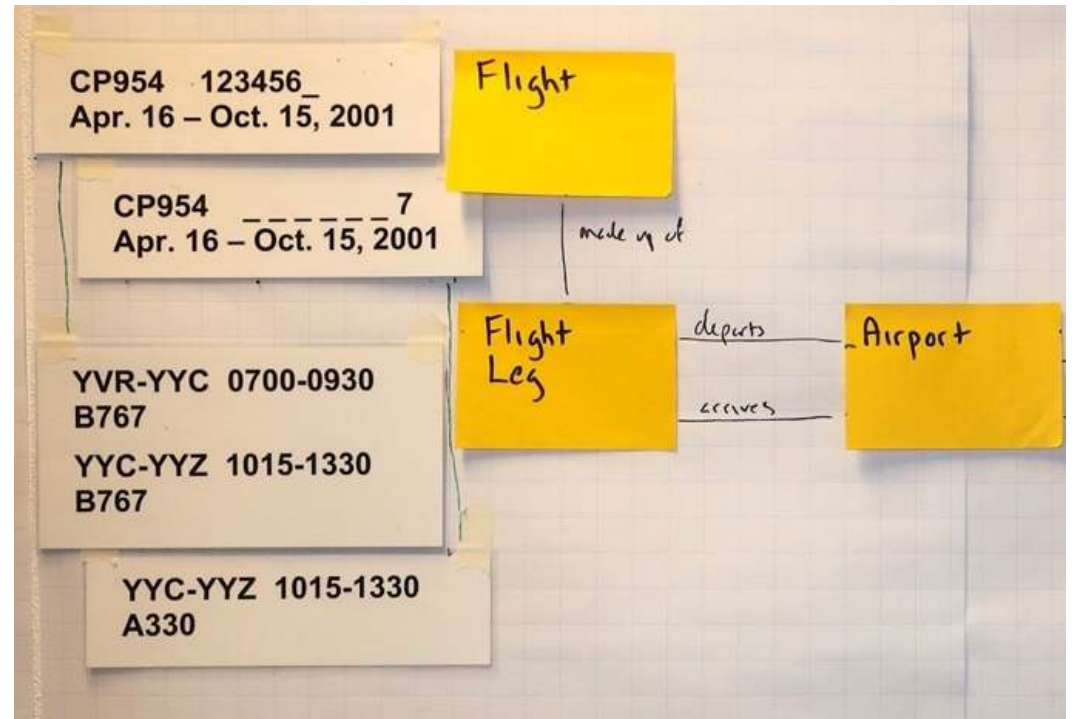 CP954 123456_
Apr. 16 – Oct. 15, 2001
CP954 _ _ _ _ _ _ 7
Apr. 16 – Oct. 15, 2001
YVR-YYC 0700-0930
B767
YYC-YYZ 1015-1330
B767
YYC-YYZ 1015-1330
A330
Flight
made up of
Flight
Leg
departs
arrives
Airport